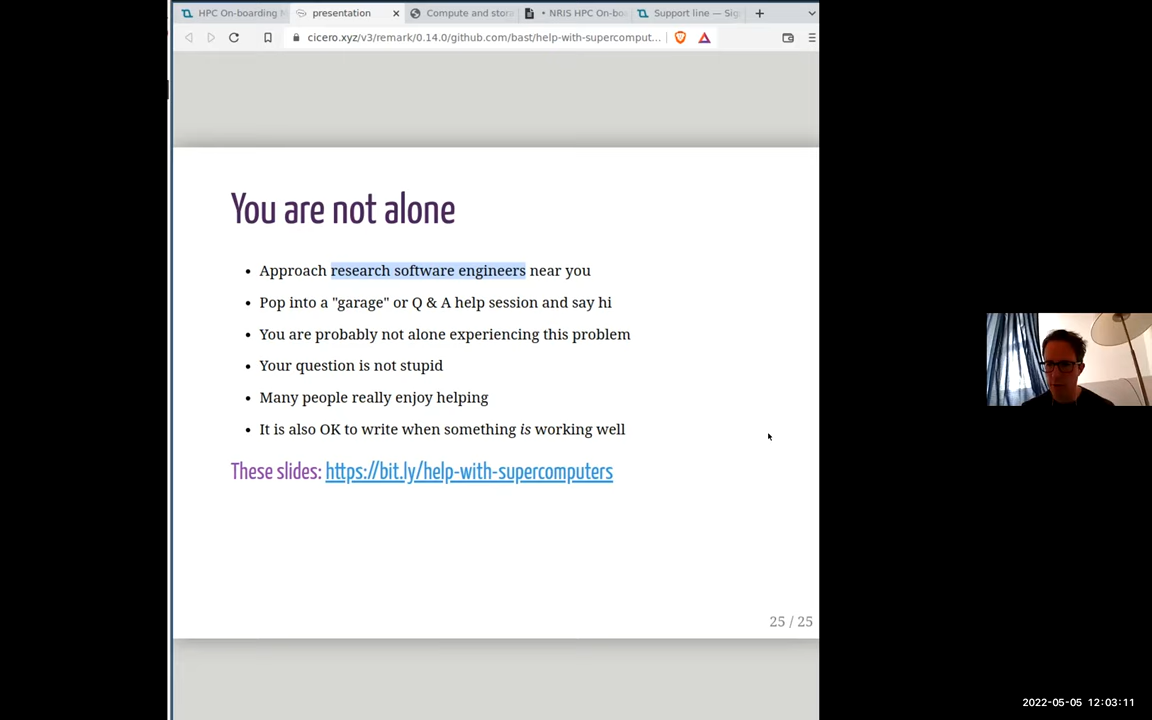 HPC On-boarding
presentation
Compute and stor
• NRIS HPC On-bo
Support line — Sig
cicero.xyz/v3/remark/0.14.0/github.com/bast/help-with-supercomput...
You are not alone
• Approach research software engineers near you
• Pop into a "garage" or Q & A help session and say hi
• You are probably not alone experiencing this problem
• Your question is not stupid
• Many people really enjoy helping
• It is also OK to write when something is working well
These slides: https://bit.ly/help-with-supercomputers
25 / 25
2022-05-05 12:03:11